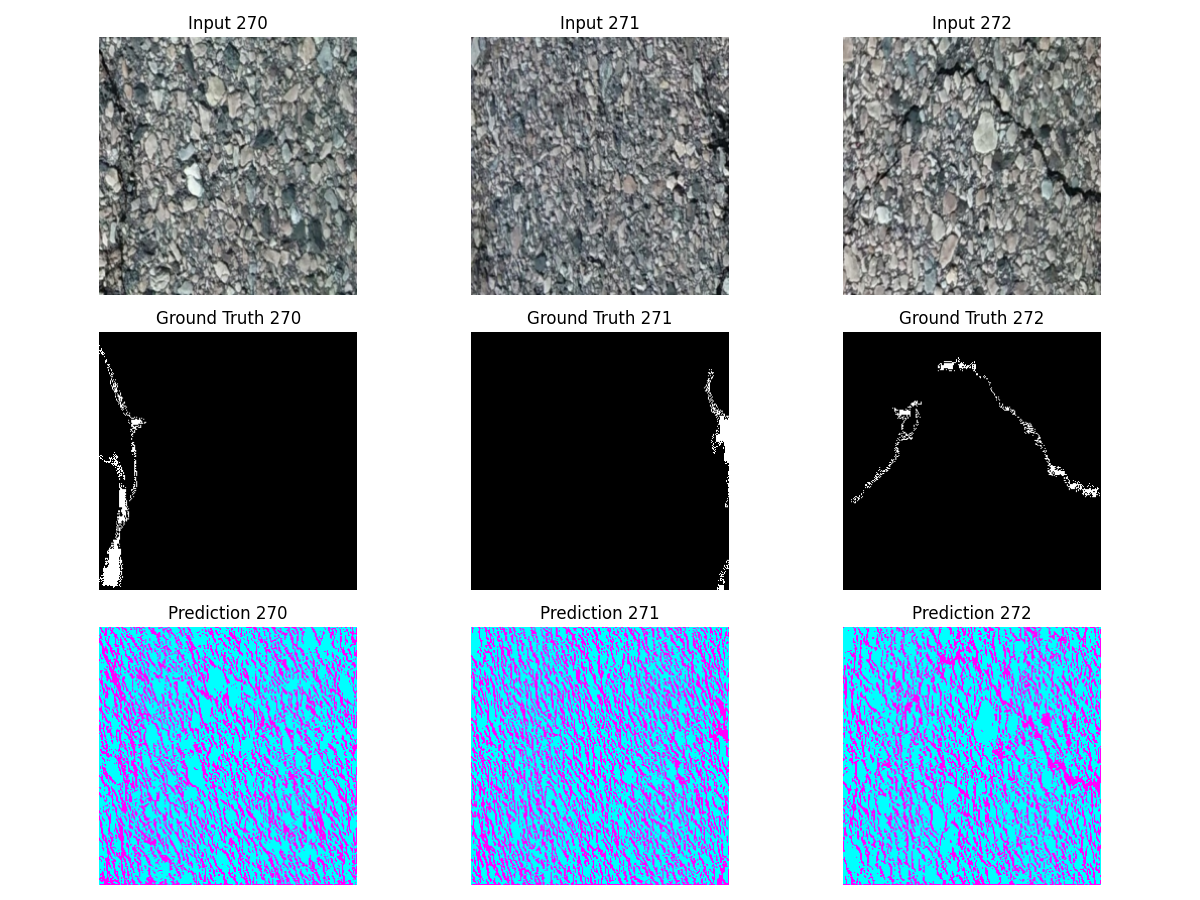 Input 270
Input 271
Input 272
Ground Truth 270
Ground Truth 271
Ground Truth 272
Prediction 270
Prediction 271
Prediction 272